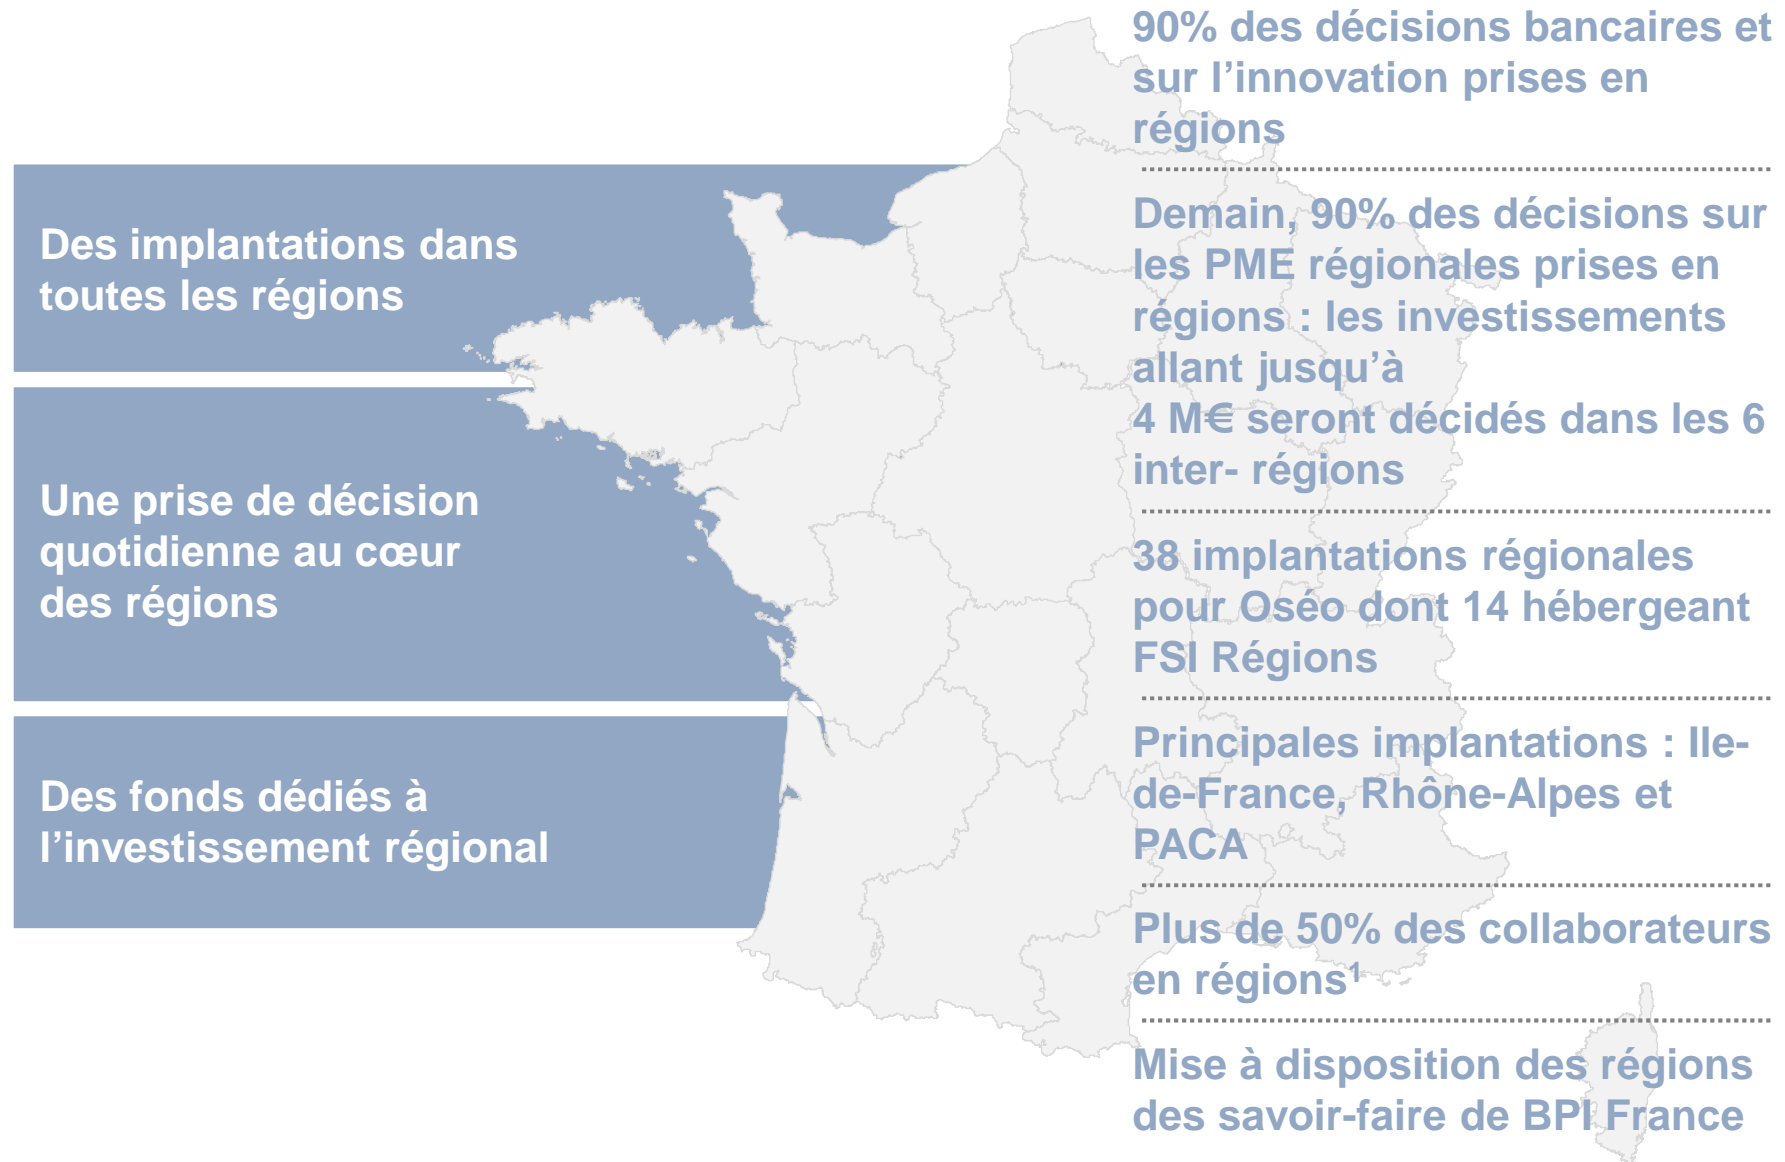 Des implantations dans
toutes les régions
Une prise de décision
quotidienne au cœur
des régions
Des fonds dédiés à
l’investissement régional
90% des décisions bancaires et
sur l’innovation prises en
régions
Demain, 90% des décisions sur
les PME régionales prises en
régions : les investissements
allant jusqu’à
4 M€ seront décidés dans les 6
inter- régions
38 implantations régionales
pour Oséo dont 14 hébergeant
FSI Régions
Principales implantations : Ile-
de-France, Rhône-Alpes et
PACA
Plus de 50% des collaborateurs
en régions¹
Mise à disposition des régions
des savoir-faire de BPI France